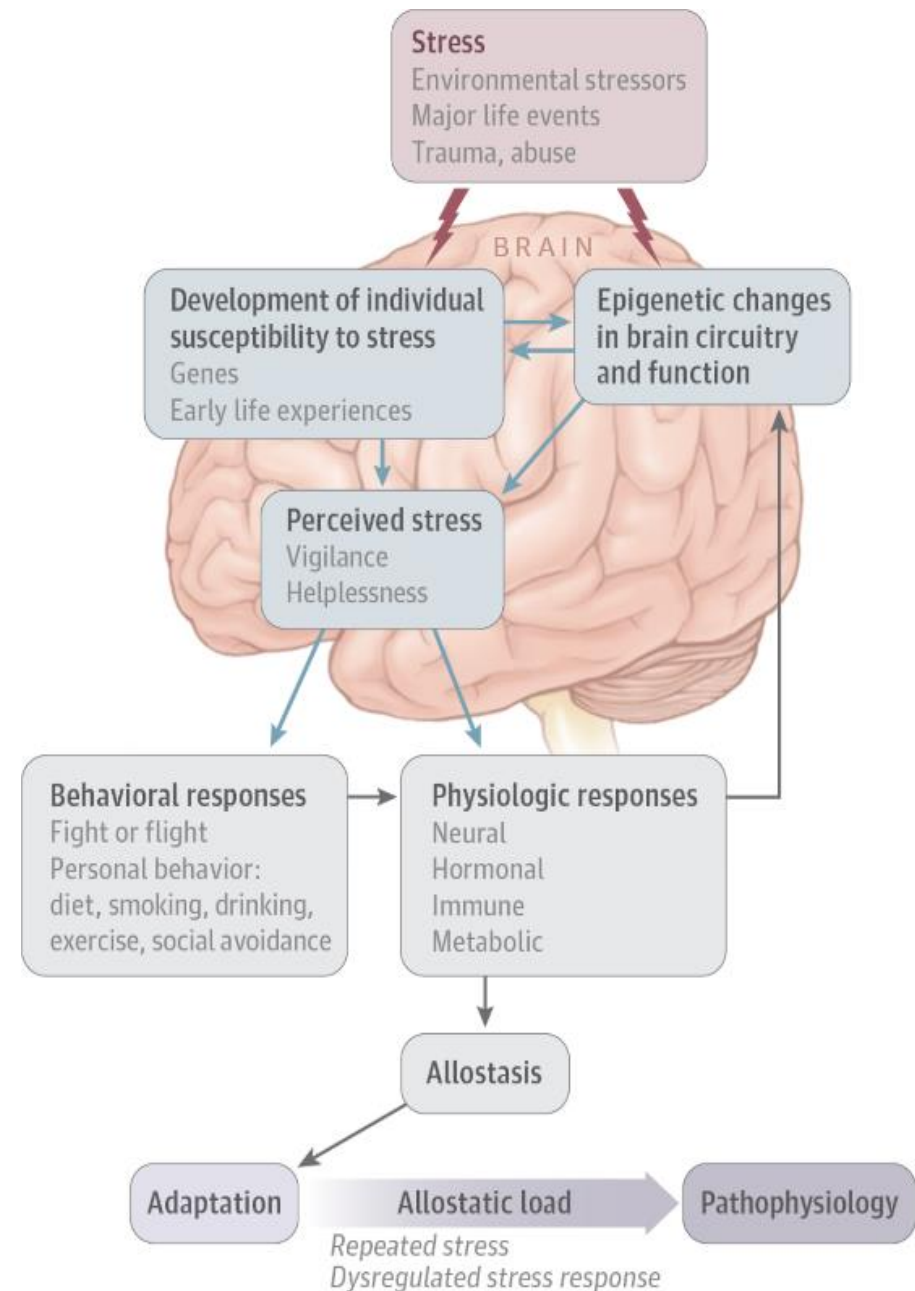 Stress
Environmental stressors
Major life events
Trauma, abuse
BRAIN
Development of individual
susceptibility to stress
Genes
Early life experiences
Epigenetic changes
in brain circuitry
and function
Perceived stress
Vigilance
Helplessness
Behavioral responses
Fight or flight
Personal behavior:
diet, smoking, drinking,
exercise, social avoidance
Physiologic responses
Neural
Hormonal
Immune
Metabolic
Allostasis
Adaptation
Allostatic load
Pathophysiology
Repeated stress
Dysregulated stress response